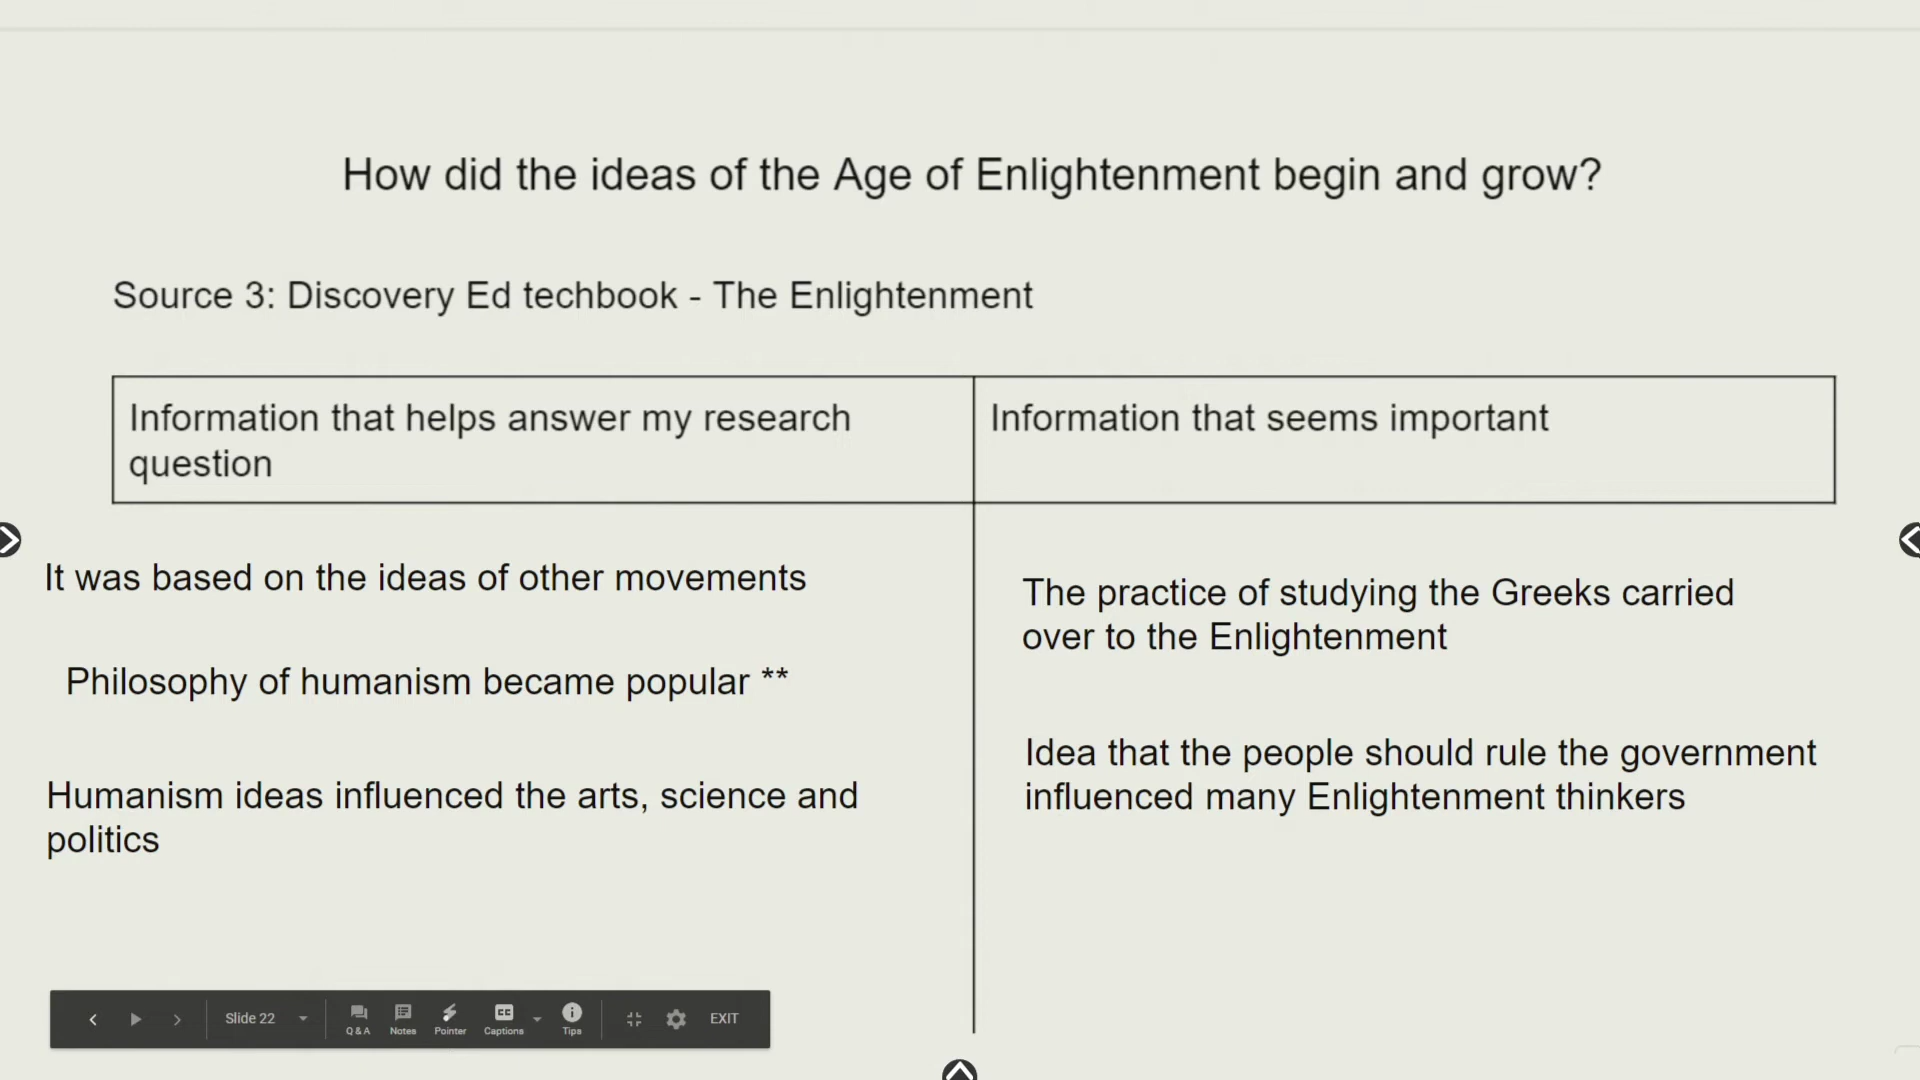 How did the ideas of the Age of Enlightenment begin and grow?
Source 3: Discovery Ed techbook - The Enlightenment
Information that helps answer my research
question
Information that seems important
It was based on the ideas of other movements
Philosophy of humanism became popular **
Humanism ideas influenced the arts, science and
politics
The practice of studying the Greeks carried
over to the Enlightenment
Idea that the people should rule the government
influenced many Enlightenment thinkers
Slide 22
Q & A
Notes
Pointer
CC
Captions
Tips
EXIT